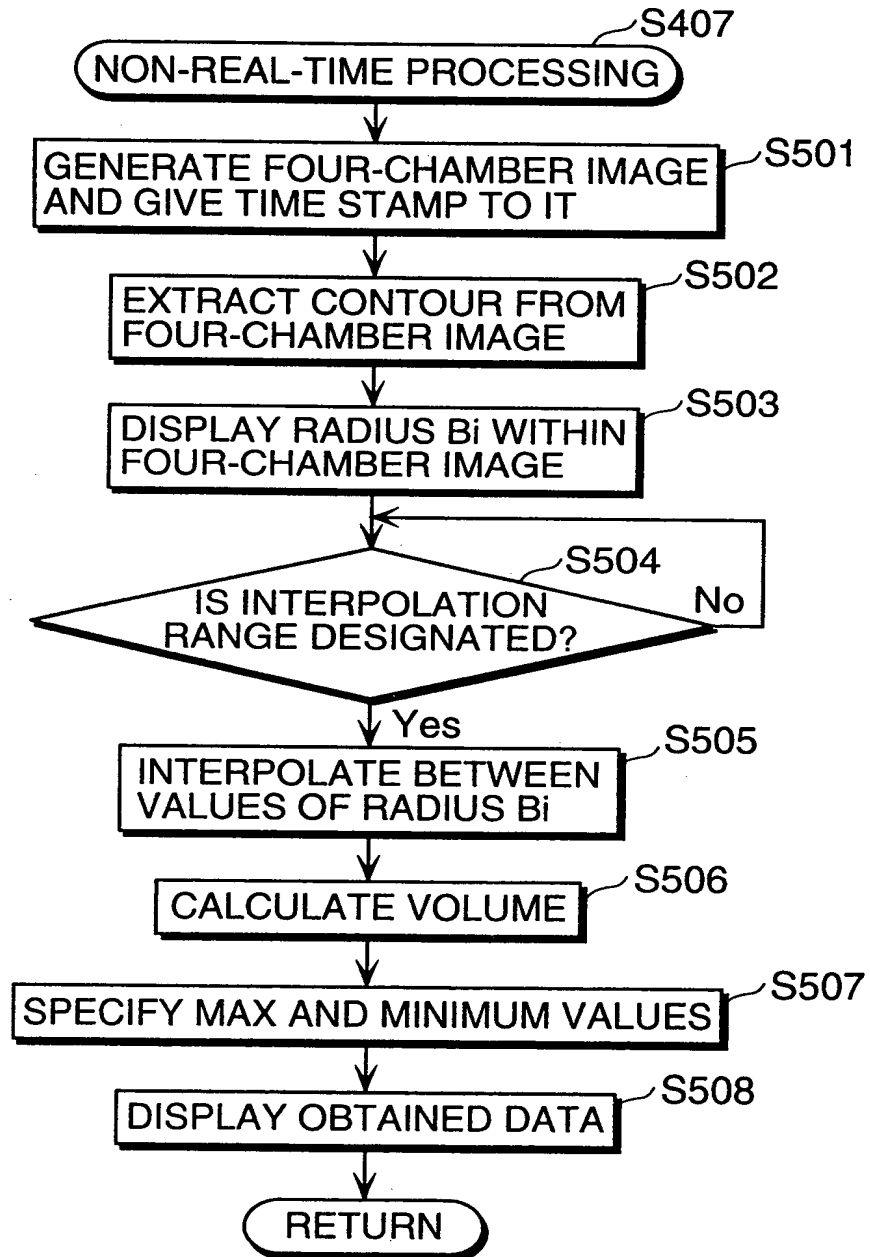 S407
NON-REAL-TIME PROCESSING
S501
GENERATE FOUR-CHAMBER IMAGE
AND GIVE TIME STAMP TO IT
S502
EXTRACT CONTOUR FROM
FOUR-CHAMBER IMAGE
S503
DISPLAY RADIUS Bi WITHIN
FOUR-CHAMBER IMAGE
S504
IS INTERPOLATION
RANGE DESIGNATED?
No
Yes
S505
INTERPOLATE BETWEEN
VALUES OF RADIUS Bi
S506
CALCULATE VOLUME
S507
SPECIFY MAX AND MINIMUM VALUES
S508
DISPLAY OBTAINED DATA
RETURN